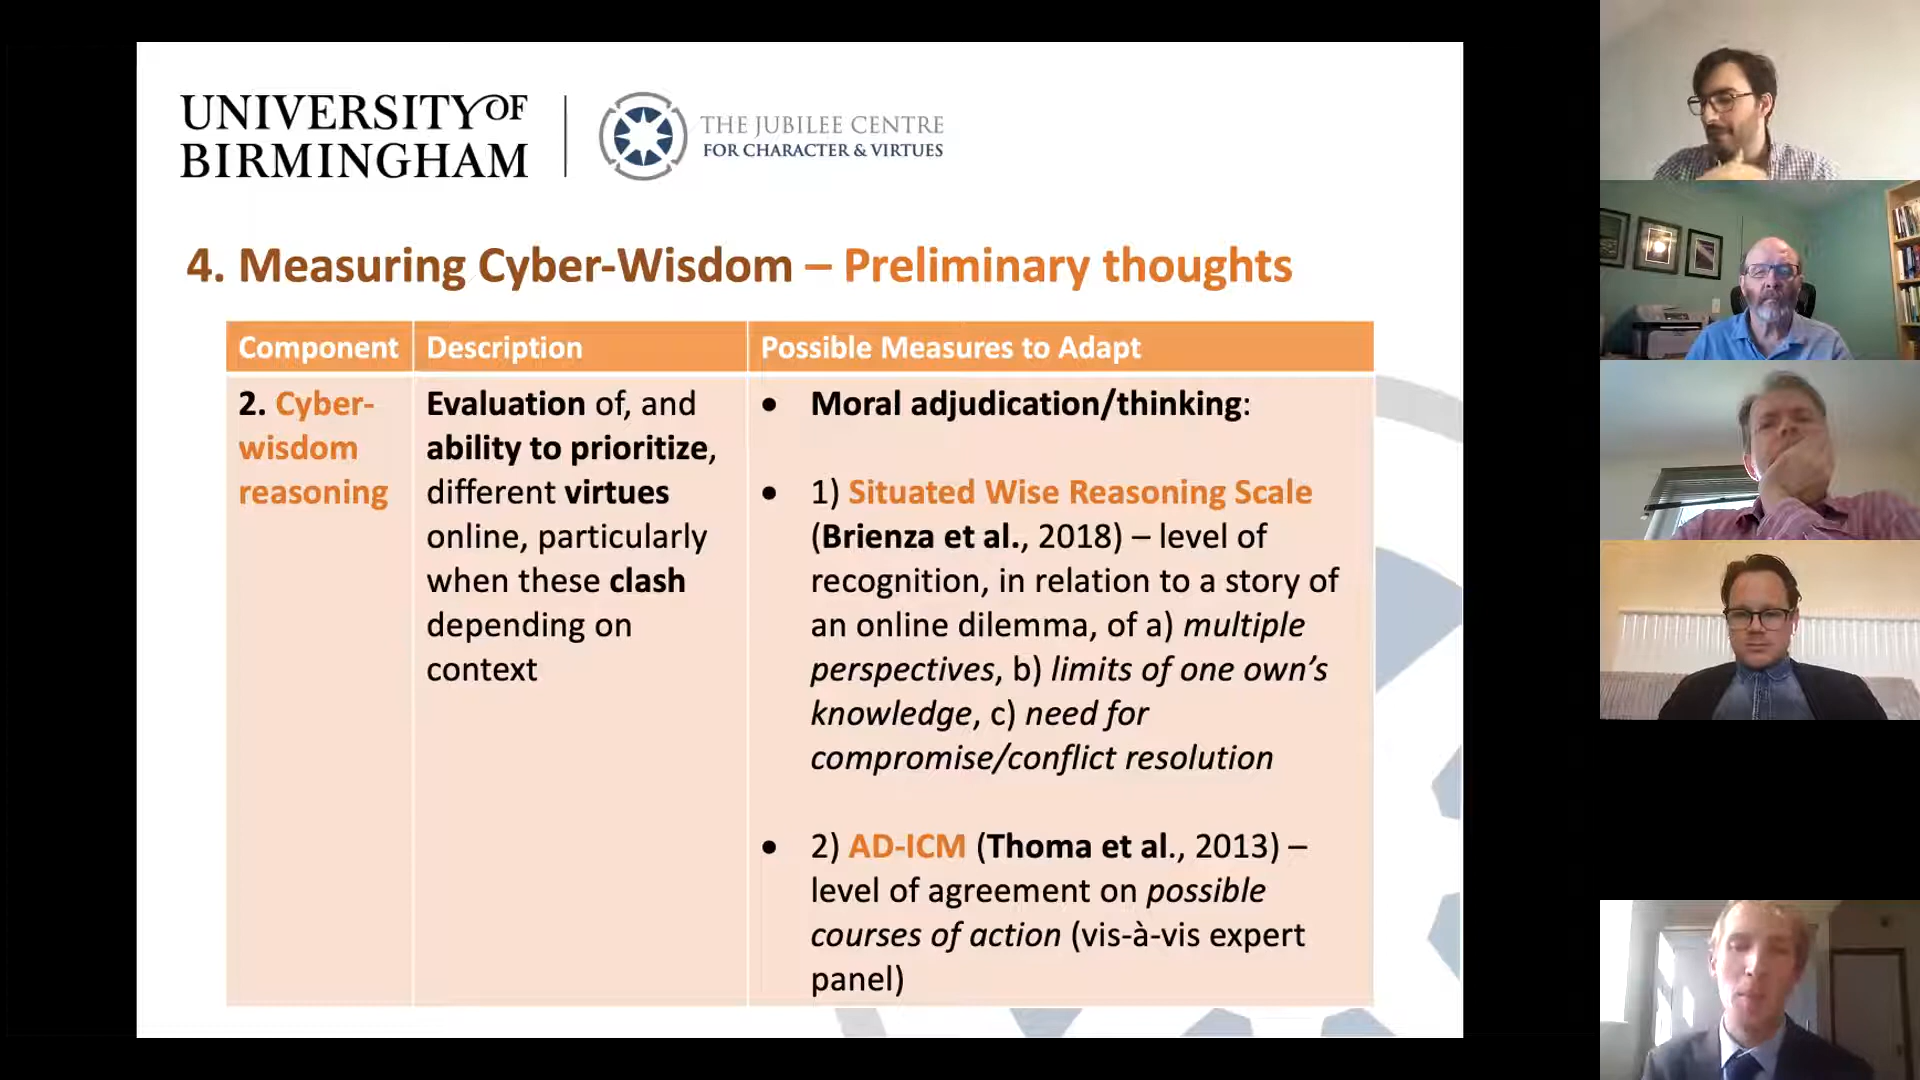 UNIVERSITY OF
BIRMINGHAM
THE JUBILEE CENTRE
FOR CHARACTER & VIRTUES
4. Measuring Cyber-Wisdom – Preliminary thoughts
Component
Description
Possible Measures to Adapt
2. Cyber-
wisdom
reasoning
Evaluation of, and
ability to prioritize,
different virtues
online, particularly
when these clash
depending on
context
• Moral adjudication/thinking:
• 1) Situated Wise Reasoning Scale
(Brienza et al., 2018) – level of
recognition, in relation to a story of
an online dilemma, of a) multiple
perspectives, b) limits of one own’s
knowledge, c) need for
compromise/conflict resolution
• 2) AD-ICM (Thoma et al., 2013) –
level of agreement on possible
courses of action (vis-à-vis expert
panel)